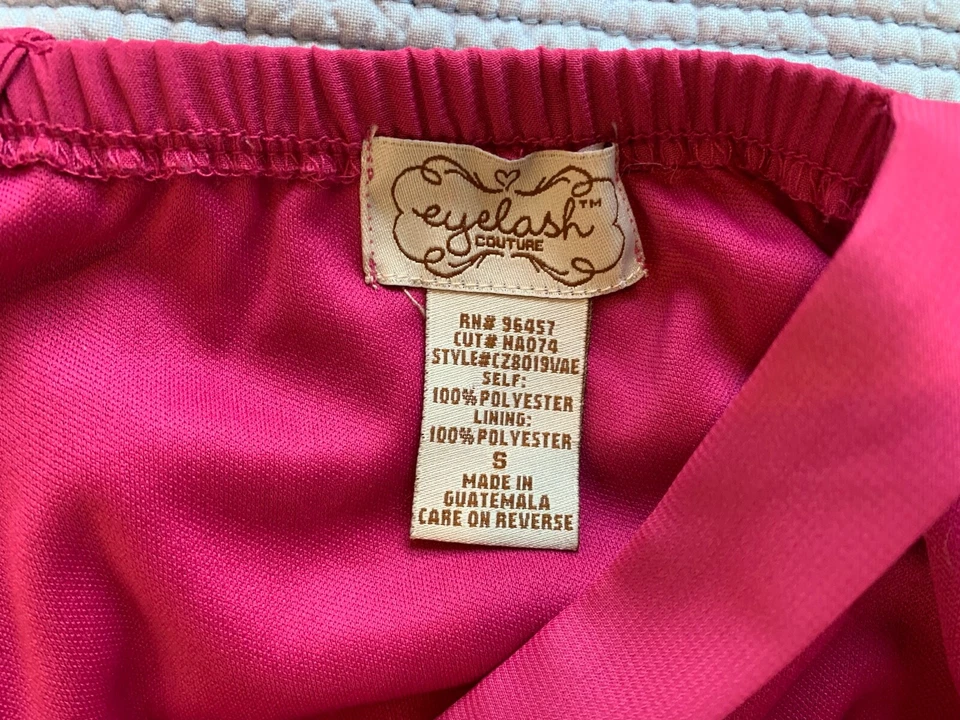 eyelash™
COUTURE
RN# 96457
CUT# NA074
STYLE#CZ8019VAE
SELF:
100% POLYESTER
LINING:
100% POLYESTER
S
MADE IN
GUATEMALA
CARE ON REVERSE